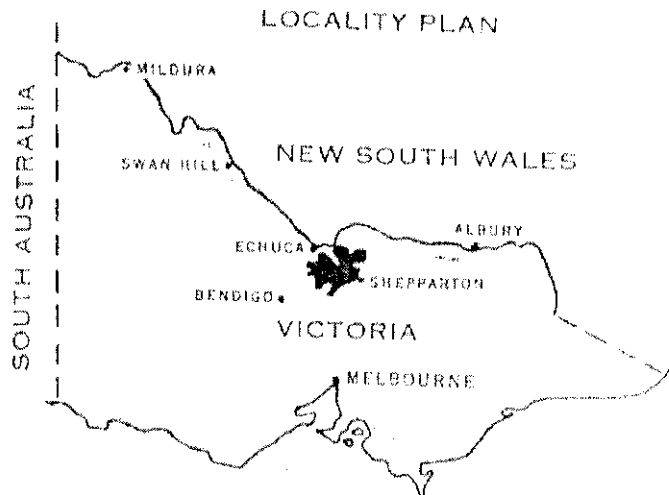 LOCALITY PLAN
MILDURA
SOUTH AUSTRALIA
SWAN HILL
NEW SOUTH WALES
ECHUCA
ALBURY
SHEPPARTON
BENDIGO
VICTORIA
MELBOURNE